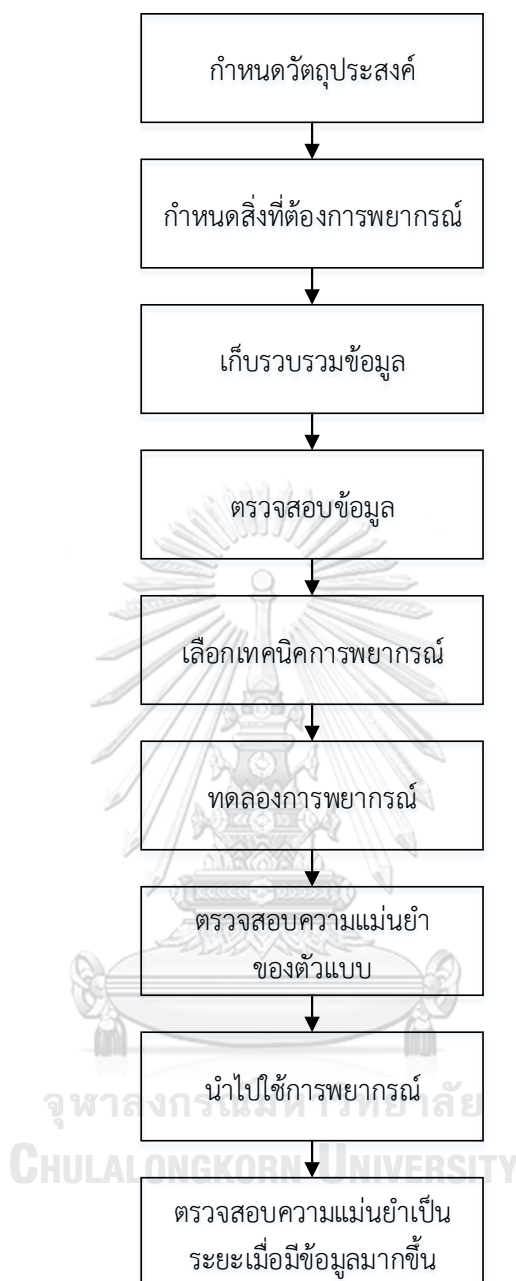 กำหนดวัตถุประสงค์
กำหนดสิ่งที่ต้องการพยากรณ์
เก็บรวบรวมข้อมูล
ตรวจสอบข้อมูล
เลือกเทคนิคการพยากรณ์
ทดลองการพยากรณ์
ตรวจสอบความแม่นยำ
ของตัวแบบ
นำไปใช้การพยากรณ์
จุฬาลงกรณ์มหาวิทยาลัย
CHULALONGKORN UNIVERSITY
ตรวจสอบความแม่นยำเป็น
ระยะเมื่อมีข้อมูลมากขึ้น